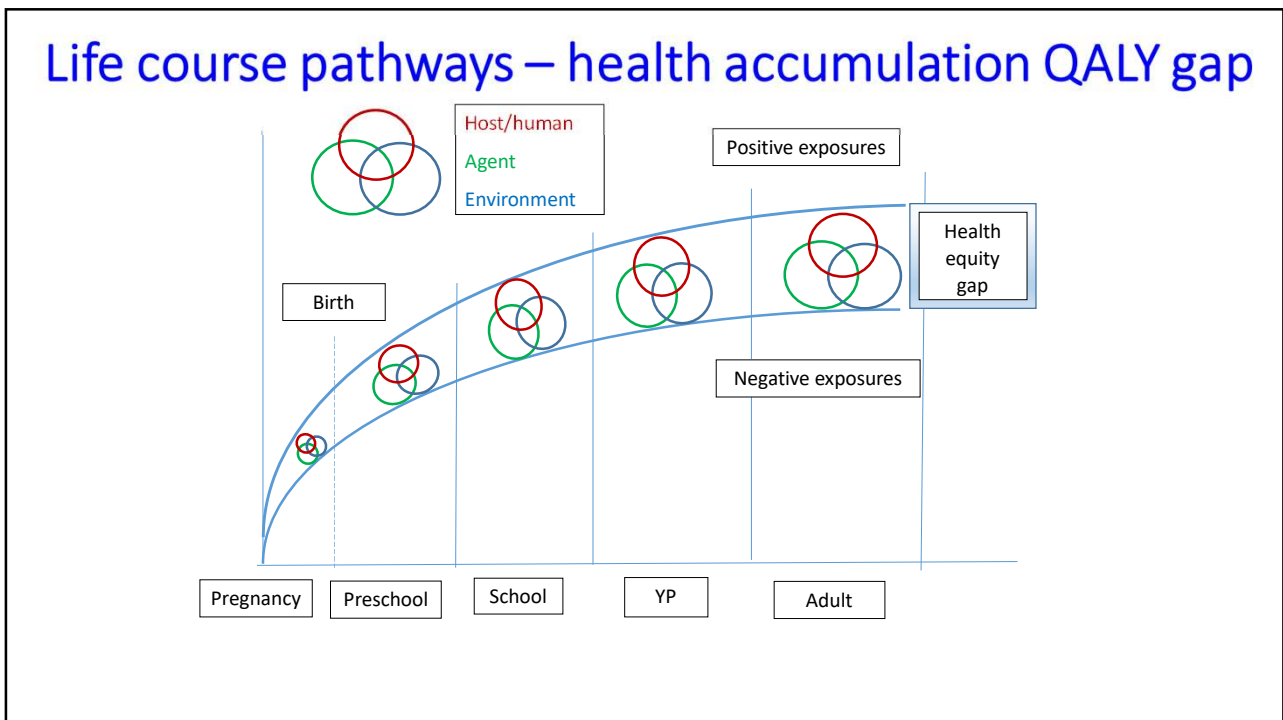 Life course pathways – health accumulation QALY gap
Host/human
Agent
Environment
Positive exposures
Health
equity
gap
Birth
Negative exposures
Pregnancy
Preschool
School
YP
Adult